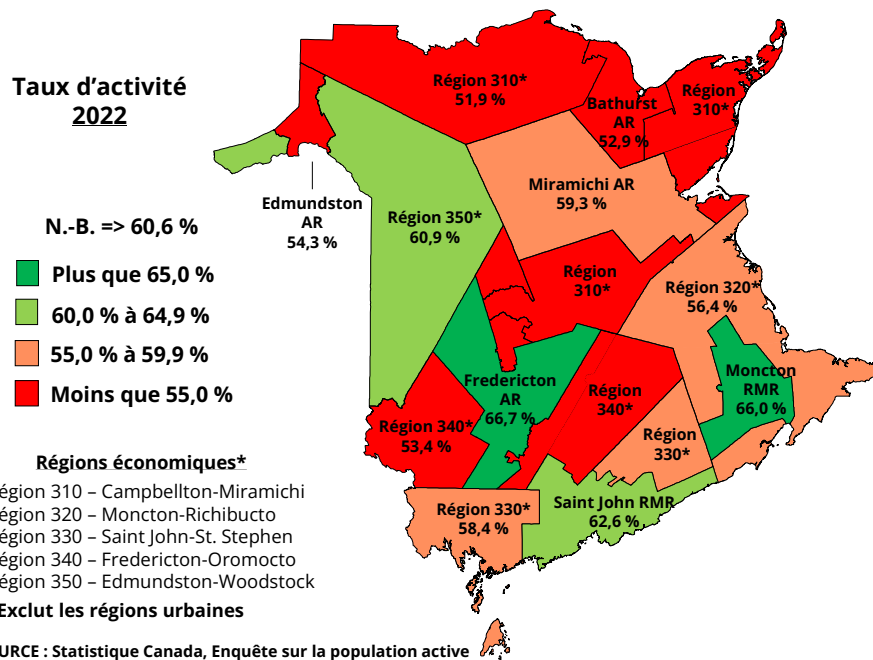 Taux d'activité
2022
N.-B. => 60,6 %
Plus que 65,0 %
60,0 % à 64,9 %
55,0 % à 59,9 %
Moins que 55,0 %
Région 310*
51,9 %
Bathurst
AR
52,9 %
Région
310*
Miramichi AR
59,3 %
Edmundston
AR
54,3 %
Région 350*
60,9 %
Région
310*
Région 320*
56,4 %
Fredericton
AR
66,7 %
Région
340*
Moncton
RMR
66,0 %
Région 340*
53,4 %
Région
330*
Région 330*
58,4 %
Saint John RMR
62,6 %
Régions économiques*
égion 310 – Campbellton-Miramichi
égion 320 – Moncton-Richibucto
égion 330 – Saint John-St. Stephen
égion 340 – Fredericton-Oromocto
égion 350 – Edmundston-Woodstock
Exclut les régions urbaines
URCE : Statistique Canada, Enquête sur la population active